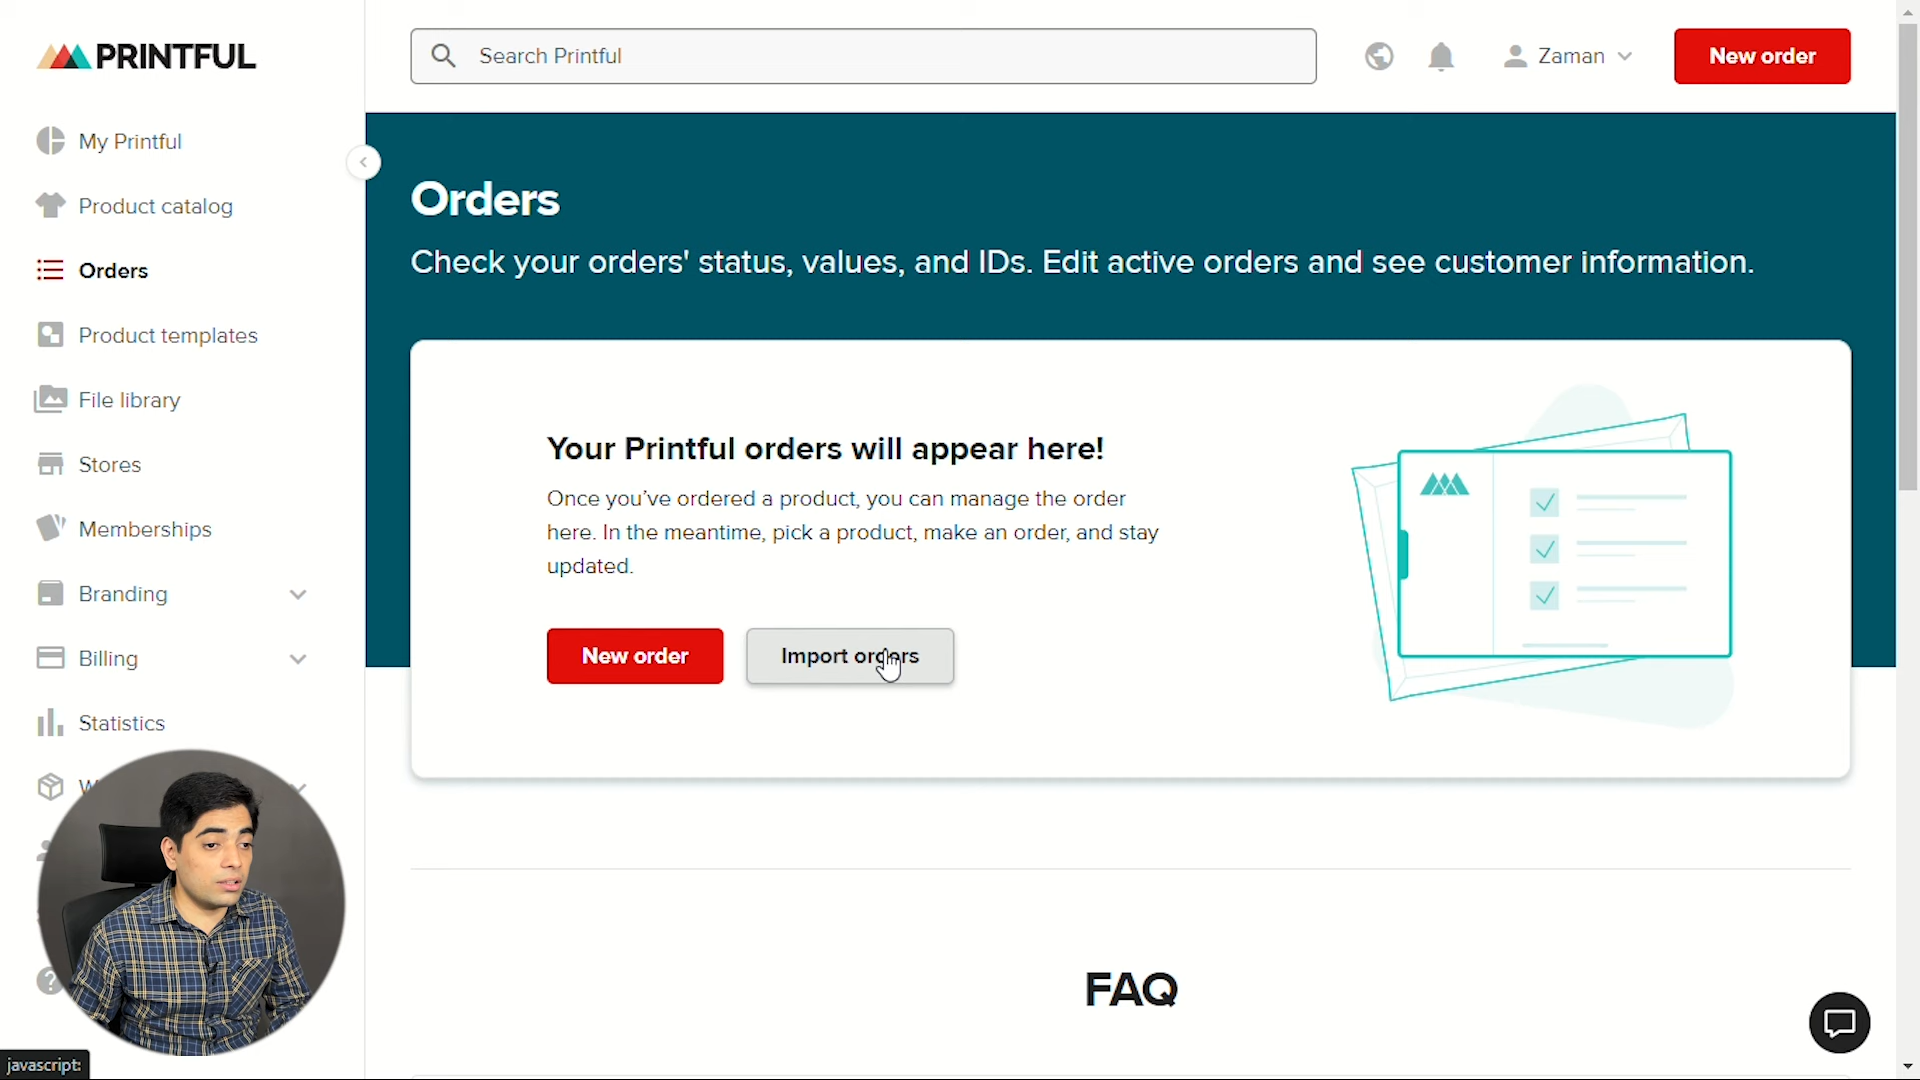 PRINTFUL
Search Printful
Zaman
New order
My Printful
Product catalog
Orders
Product templates
File library
Stores
Memberships
Branding
Billing
Statistics
Orders
Check your orders' status, values, and IDs. Edit active orders and see customer information.
Your Printful orders will appear here!
Once you've ordered a product, you can manage the order
here. In the meantime, pick a product, make an order, and stay
updated.
New order
Import orders
FAQ
javascript: